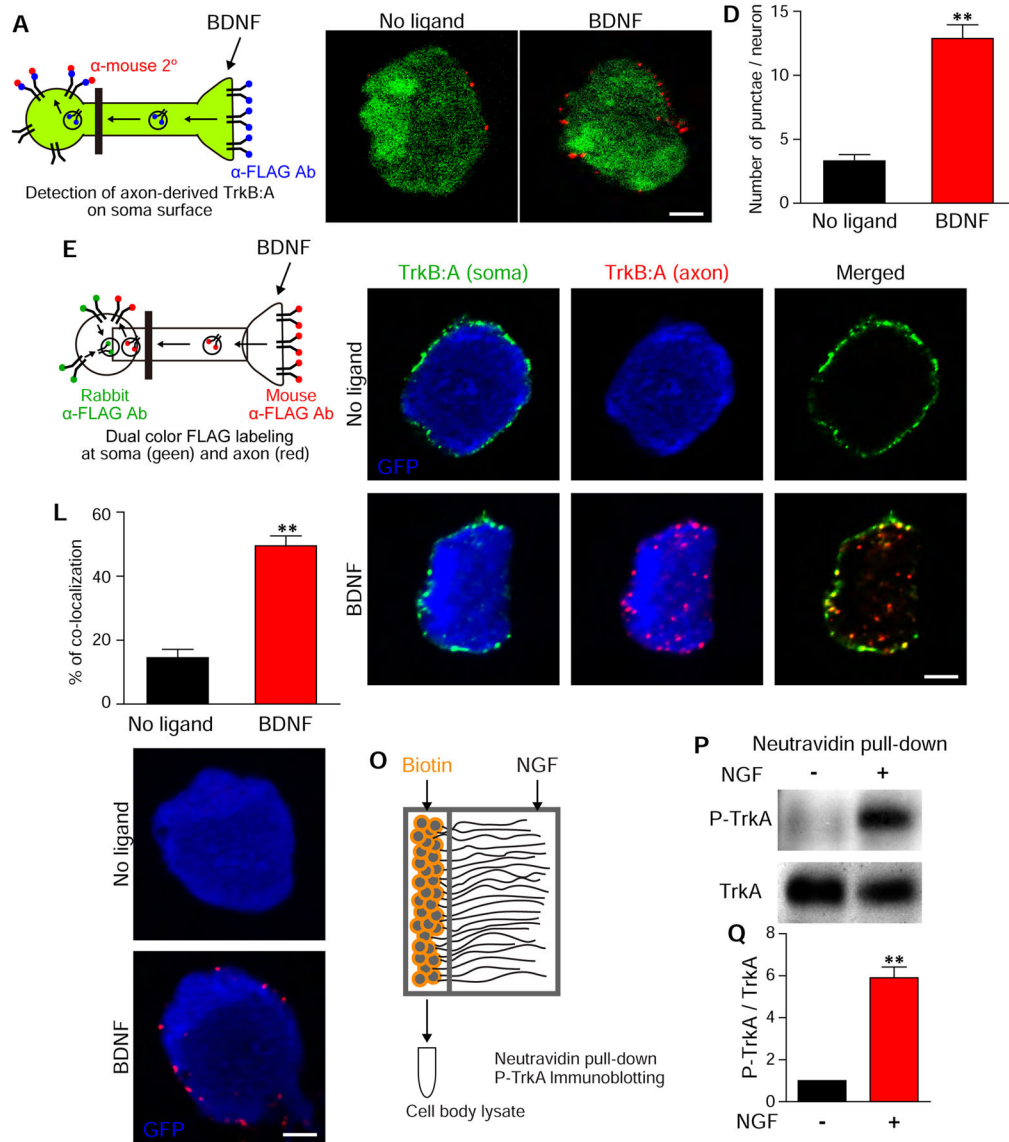 A
BDNF
α-mouse 2º
α-FLAG Ab
Detection of axon-derived TrkB:A
on soma surface
No ligand
BDNF
D
Number of punctae / neuron
15
10
5
0
**
No ligand
BDNF
E
BDNF
Rabbit
α-FLAG Ab
Mouse
α-FLAG Ab
Dual color FLAG labeling
at soma (geen) and axon (red)
TrkB:A (soma)
TrkB:A (axon)
Merged
No ligand
GFP
BDNF
L
% of co-localization
60
40
20
0
**
No ligand
BDNF
No ligand
BDNF
GFP
O
Biotin
NGF
Neutravidin pull-down
P-TrkA Immunoblotting
Cell body lysate
P
Neutravidin pull-down
NGF
-
+
P-TrkA
TrkA
Q
P-TrkA / TrkA
8
6
4
2
0
**
NGF
-
+